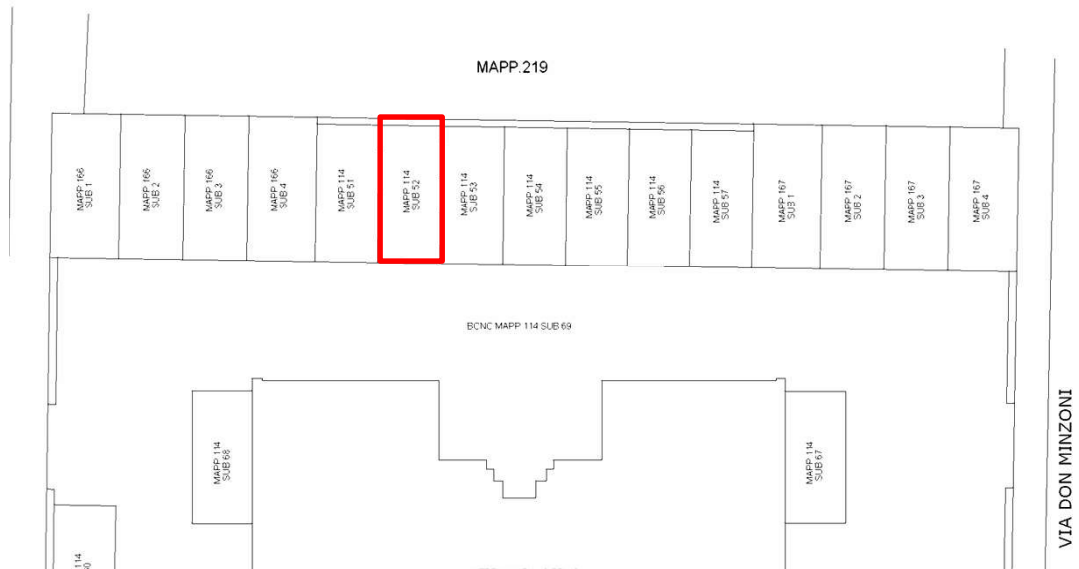 MAPP.219
MAPP 166
SUB 1
MAPP 166
SUB 2
MAPP 166
SUB 3
MAPP 166
SUB 4
MAPP 114
SUB 51
MAPP 114
SUB 52
MAPP 114
SUB 53
MAPP 114
SUB 54
MAPP 114
SUB 55
MAPP 114
SUB 56
MAPP 114
SUB 57
MAPP 167
SUB 1
MAPP 167
SUB 2
MAPP 167
SUB 3
MAPP 167
SUB 4
BCNC MAPP 114 SUB 69
MAPP 114
SUB 68
MAPP 114
SUB 67
VIA DON MINZONI
114